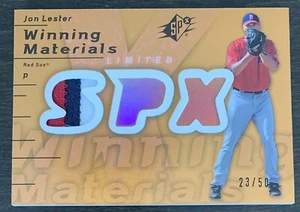 Jon Lester
SPx
Winning
Materials
LIMITED
Red Sox
P
SPX
Winning
Materials
23/50